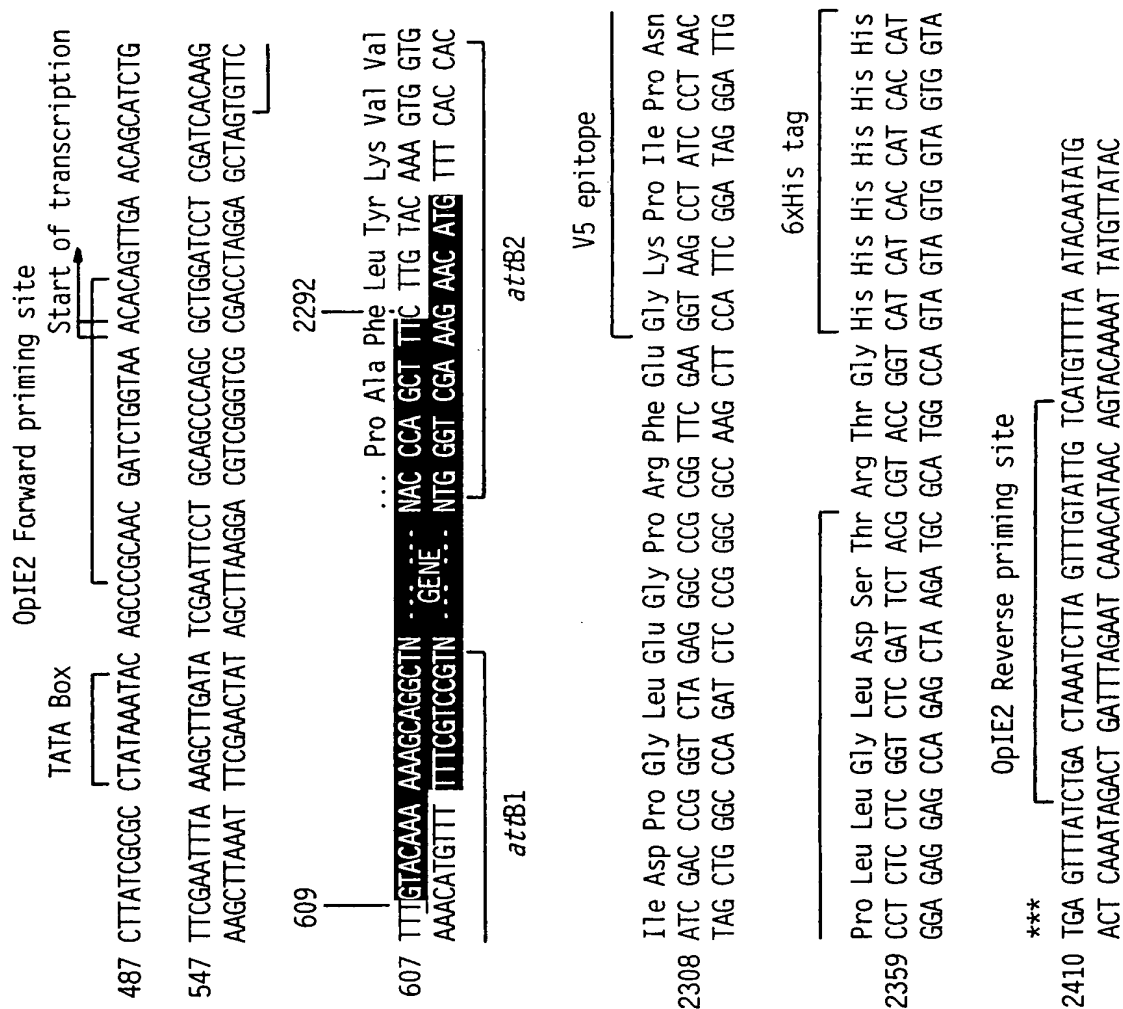 OpIE2 Forward priming site
TATA Box Start of transcription
487 CTTATCGCGC CTATAAATAC AGCCCGCAAC GATCTGGTAA ACACAGTTGA ACAGCATCTG
547 TTCGAATTTA AAGCTTGATA TCGAATTCCT GCAGCCCAGC GCTGGATCCT CGATCACAAG
AAGCTTAAAT TTCGAACTAT AGCTTAAGGA CGTCGGGTCG CGACCTAGGA GCTAGTGTTC
609 2292
... Pro Ala Phe Leu Tyr Lys Val Val
607 TTTGTACAAA AAAGCAGGCTN ... ... NAC CCA GCT TTC TTG TAC AAA GTG GTG
GENE
AAACATGTTT TTTCGTCCGTN ... ... NTG GGT CGA AAG AAC ATG TTT CAC CAC
attB1 attB2
V5 epitope
Ile Asp Pro Gly Leu Glu Gly Pro Arg Phe Glu Gly Lys Pro Ile Pro Asn
2308 ATC GAC CCG GGT CTA GAG GGC CCG CGG TTC GAA GGT AAG CCT ATC CCT AAC
TAG CTG GGC CCA GAT CTC CCG GGC GCC AAG CTT CCA TTC GGA TAG GGA TTG
6xHis tag
Pro Leu Leu Gly Leu Asp Ser Thr Arg Thr Gly His His His His His His
2359 CCT CTC CTC GGT CTC GAT TCT ACG CGT ACC GGT CAT CAT CAC CAT CAC CAT
GGA GAG GAG CCA GAG CTA AGA TGC GCA TGG CCA GTA GTA GTG GTA GTG GTA
OpIE2 Reverse priming site
***
2410 TGA GTTTATCTGA CTAAATCTTA GTTTGTATTG TCATGTTTTA ATACAATATG
ACT CAAATAGACT GATTTAGAAT CAAACATAAC AGTACAAAAT TATGTTATAC